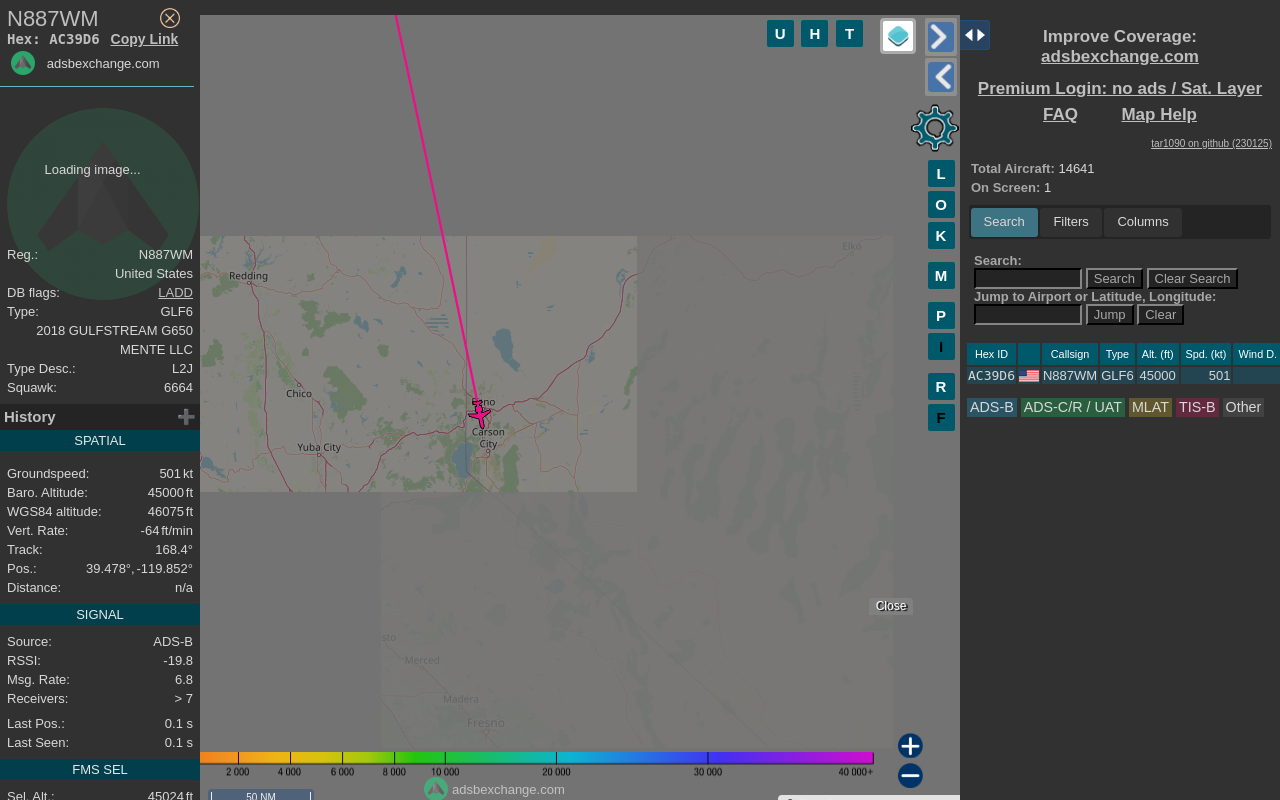 N887WM
Hex: AC39D6 Copy Link
adsbexchange.com
Loading image...
Reg.: N887WM
United States
DB flags: LADD
Type: GLF6
2018 GULFSTREAM G650
MENTE LLC
Type Desc.: L2J
Squawk: 6664
History
SPATIAL
Groundspeed: 501 kt
Baro. Altitude: 45000 ft
WGS84 altitude: 46075 ft
Vert. Rate: -64 ft/min
Track: 168.4°
Pos.: 39.478°, -119.852°
Distance: n/a
SIGNAL
Source: ADS-B
RSSI: -19.8
Msg. Rate: 6.8
Receivers: > 7
Last Pos.: 0.1 s
Last Seen: 0.1 s
FMS SEL
Sel. Alt.: 45024 ft
U H T
L
O
K
M
P
I
R
F
Elko
Redding
Chico
Yuba City
Carson
City
Merced
Madera
Fresno
Close
2 000 4 000 6 000 8 000 10 000 20 000 30 000 40 000+
adsbexchange.com
50 NM
Improve Coverage:
adsbexchange.com
Premium Login: no ads / Sat. Layer
FAQ Map Help
tar1090 on github (230125)
Total Aircraft: 14641
On Screen: 1
Search Filters Columns
Search:
Search Clear Search
Jump to Airport or Latitude, Longitude:
Jump Clear
Hex ID Callsign Type Alt. (ft) Spd. (kt) Wind D.
AC39D6 N887WM GLF6 45000 501
ADS-B ADS-C/R / UAT MLAT TIS-B Other